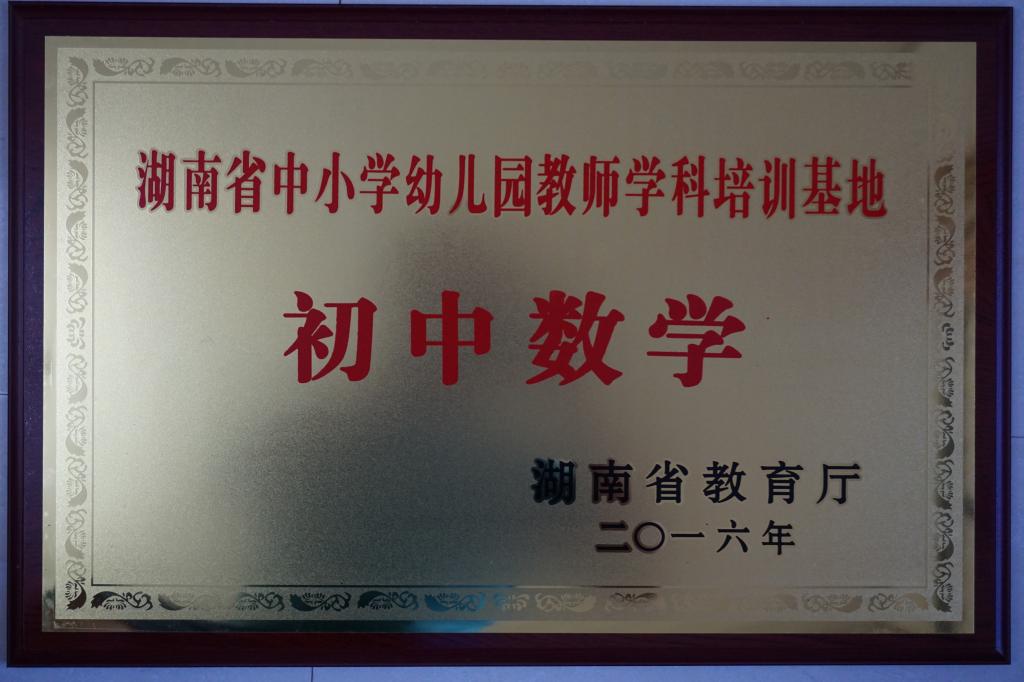 湖南省中小学幼儿园教师学科培训基地
初中数学
湖南省教育厅
二〇一六年